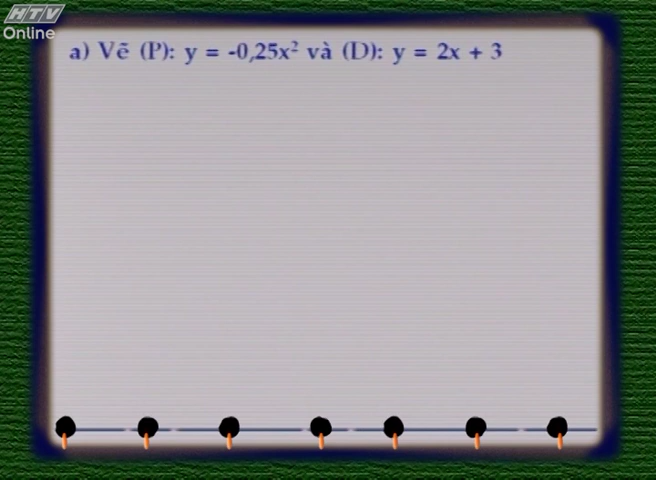 HTV
Online
a) Vẽ (P): y = -0,25x² và (D): y = 2x + 3